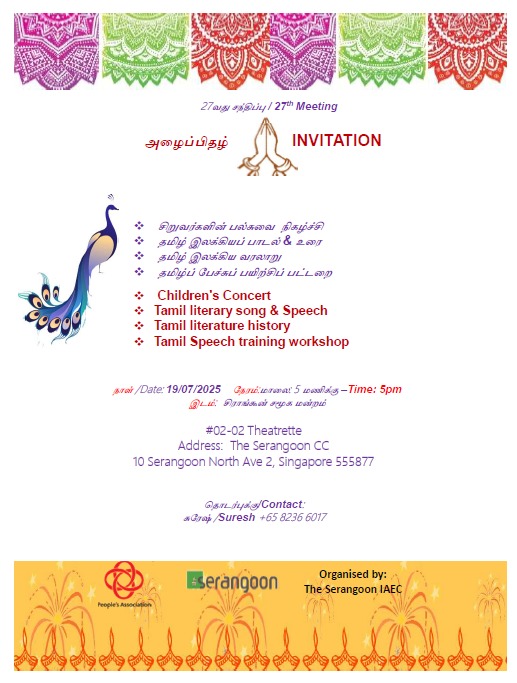 27வது சந்திப்பு / 27th Meeting
அழைப்பிதழ் INVITATION
❖ சிறுவர்களின் பல்சுவை நிகழ்ச்சி
❖ தமிழ் இலக்கியப் பாடல் & உரை
❖ தமிழ் இலக்கிய வரலாறு
❖ தமிழ்ப் பேச்சுப் பயிற்சிப் பட்டறை
❖ Children's Concert
❖ Tamil literary song & Speech
❖ Tamil literature history
❖ Tamil Speech training workshop
நாள் /Date: 19/07/2025 நேரம்:மாலை: 5 மணிக்கு –Time: 5pm
இடம்: சிராங்கூன் சமூக மன்றம்
#02-02 Theatrette
Address: The Serangoon CC
10 Serangoon North Ave 2, Singapore 555877
தொடர்புக்கு/Contact:
சுரேஷ் /Suresh +65 8236 6017
People's Association
serangoon
Organised by:
The Serangoon IAEC